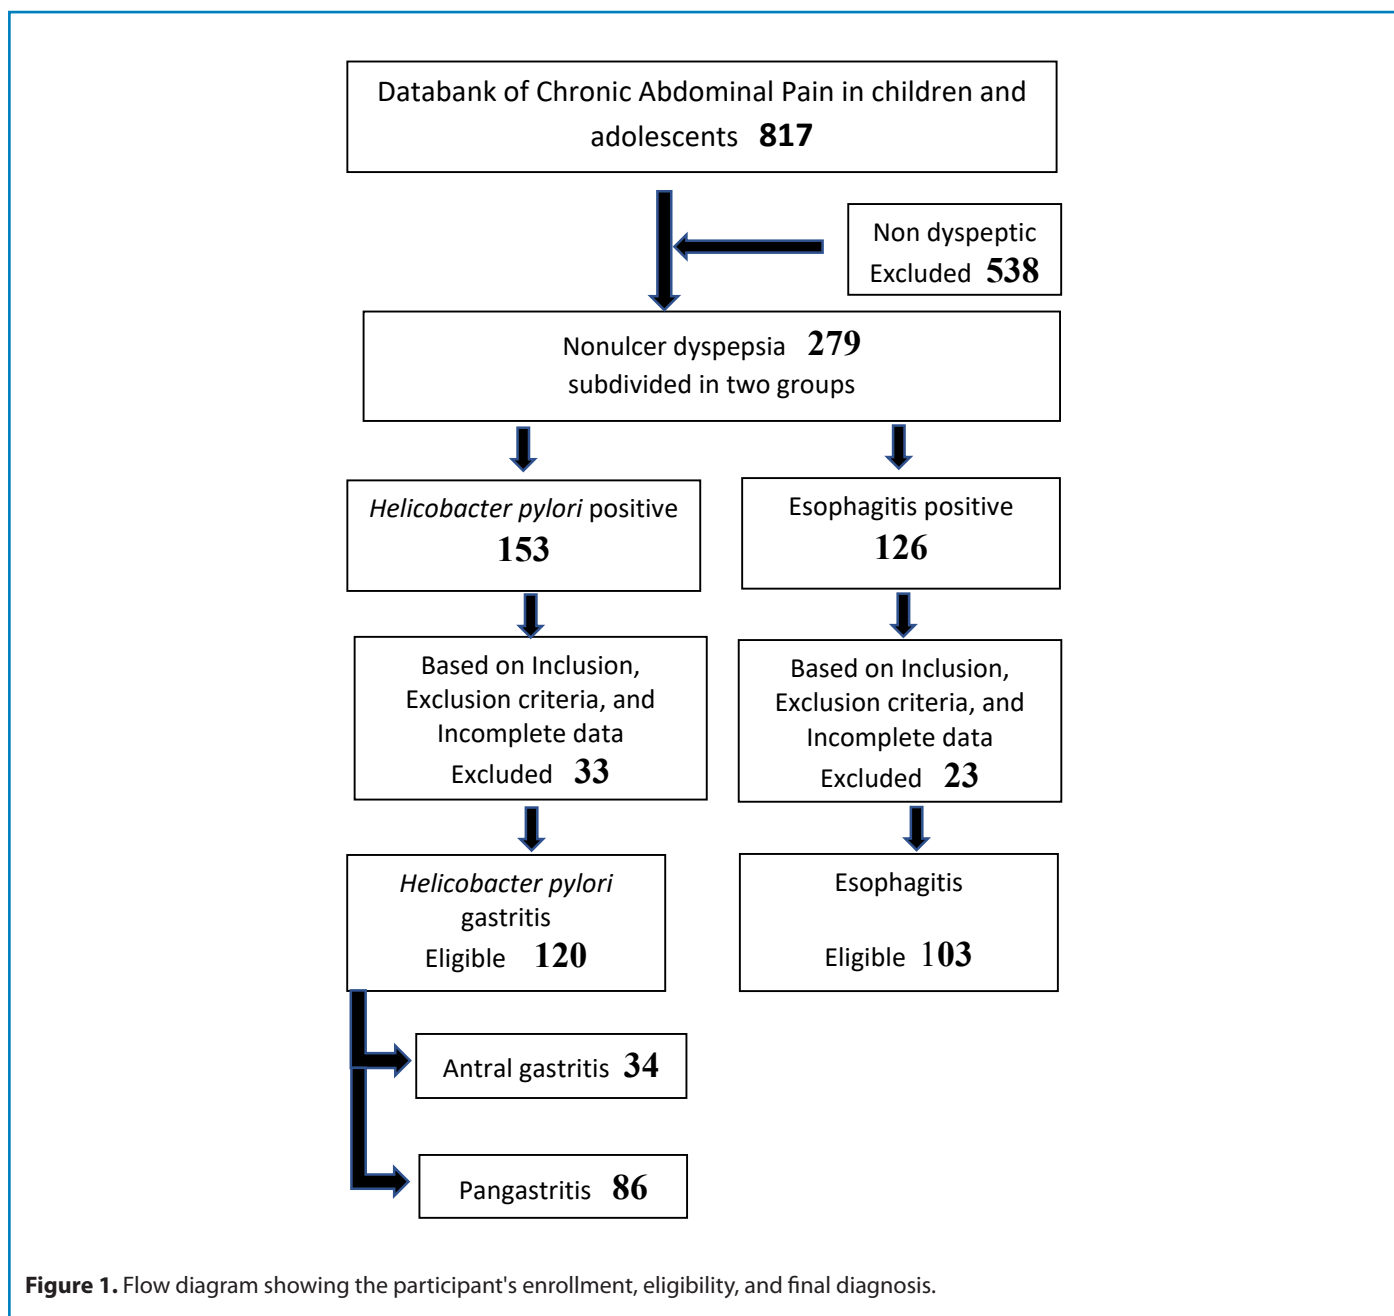 Databank of Chronic Abdominal Pain in children and
adolescents 817
Non dyspeptic
Excluded 538
Nonulcer dyspepsia 279
subdivided in two groups
Helicobacter pylori positive
153
Esophagitis positive
126
Based on Inclusion,
Exclusion criteria, and
Incomplete data
Excluded 33
Based on Inclusion,
Exclusion criteria, and
Incomplete data
Excluded 23
Helicobacter pylori
gastritis
Eligible 120
Esophagitis
Eligible 103
Antral gastritis 34
Pangastritis 86
Figure 1. Flow diagram showing the participant's enrollment, eligibility, and final diagnosis.